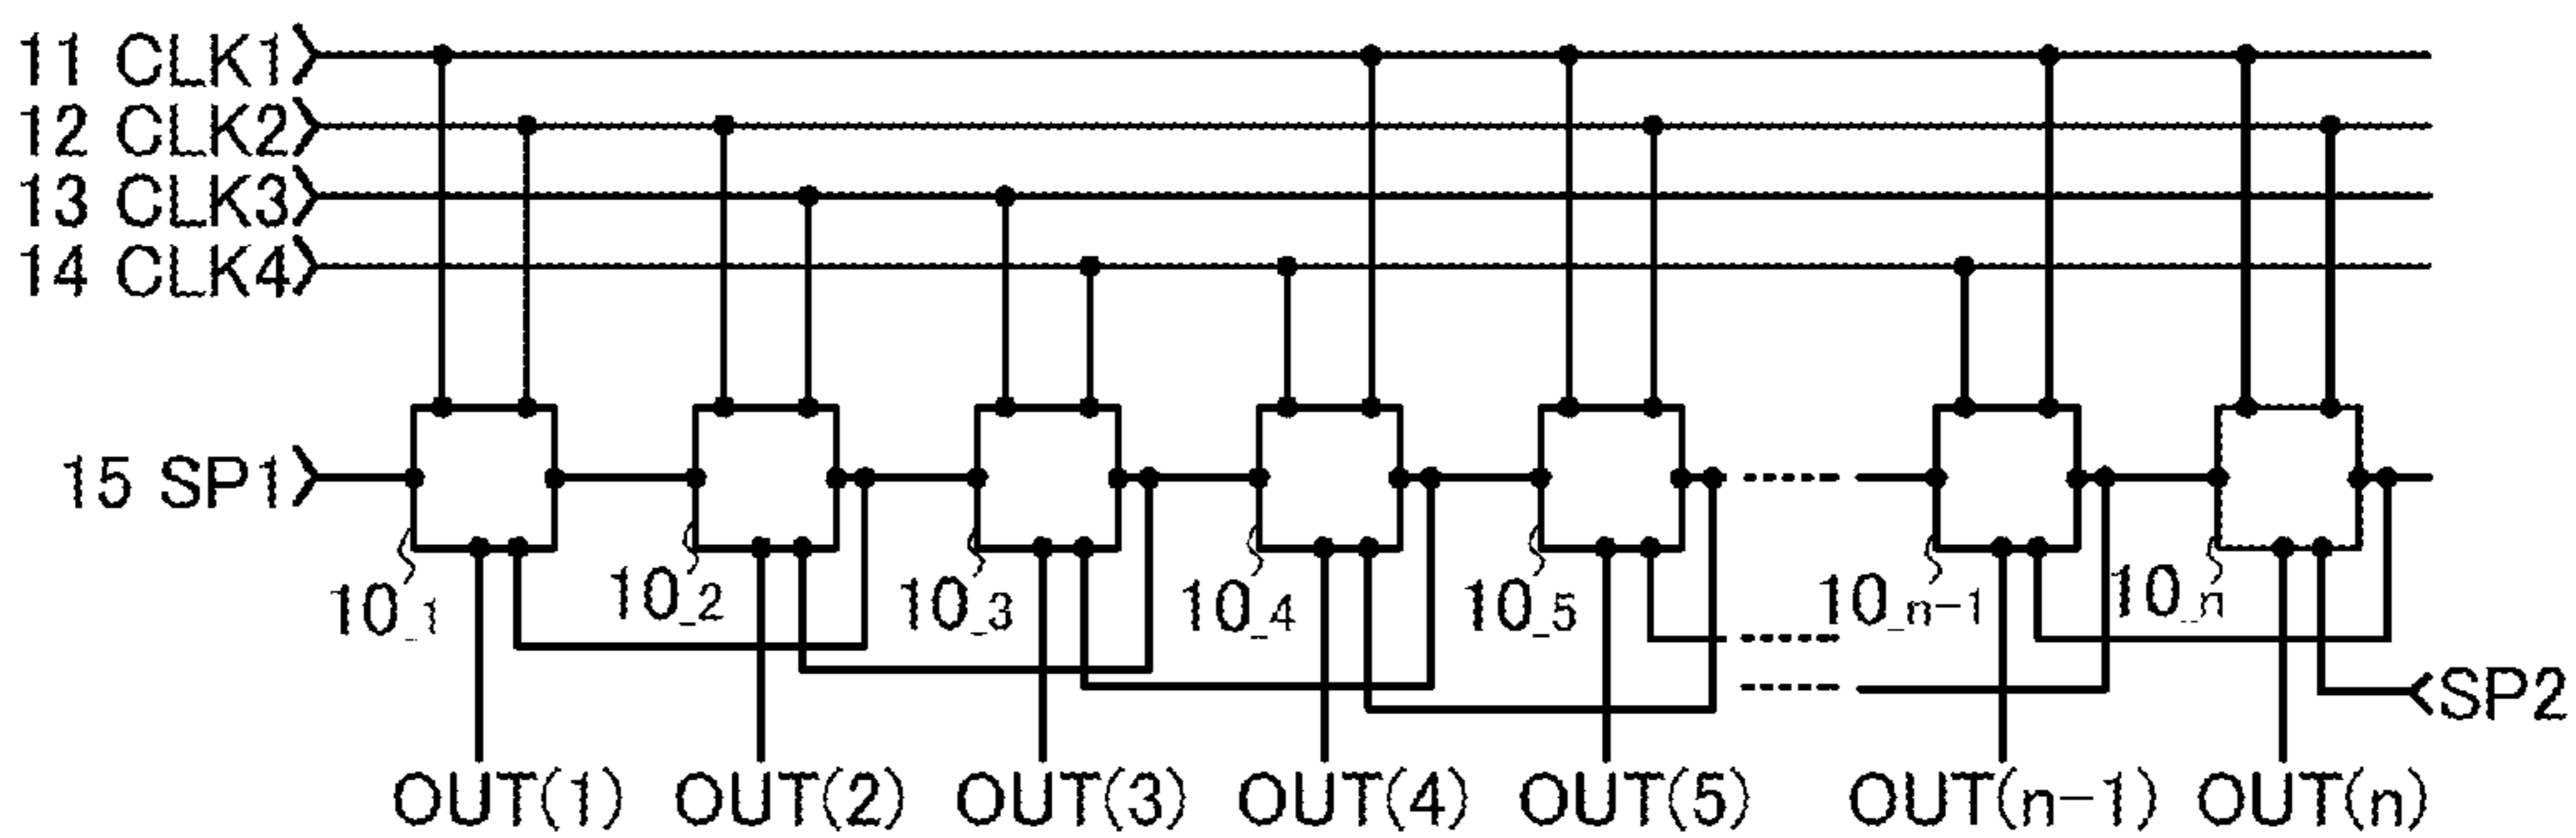 11 CLK1
12 CLK2
13 CLK3
14 CLK4
15 SP1
10_1
10_2
10_3
10_4
10_5
10_n-1
10_n
SP2
OUT(1)
OUT(2)
OUT(3)
OUT(4)
OUT(5)
OUT(n-1)
OUT(n)